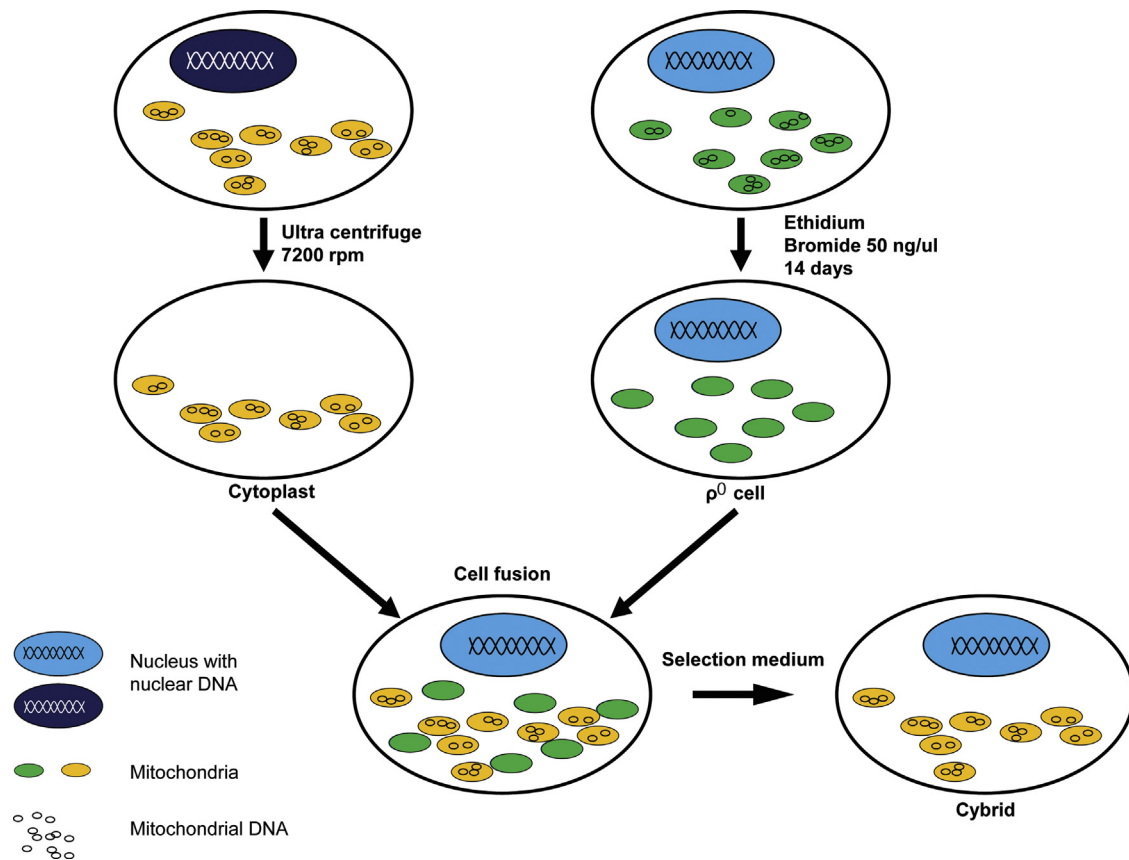 Ultra centrifuge
7200 rpm
Ethidium
Bromide 50 ng/ul
14 days
Cytoplast
ρ⁰ cell
Cell fusion
Selection medium
Cybrid
Nucleus with
nuclear DNA
Mitochondria
Mitochondrial DNA